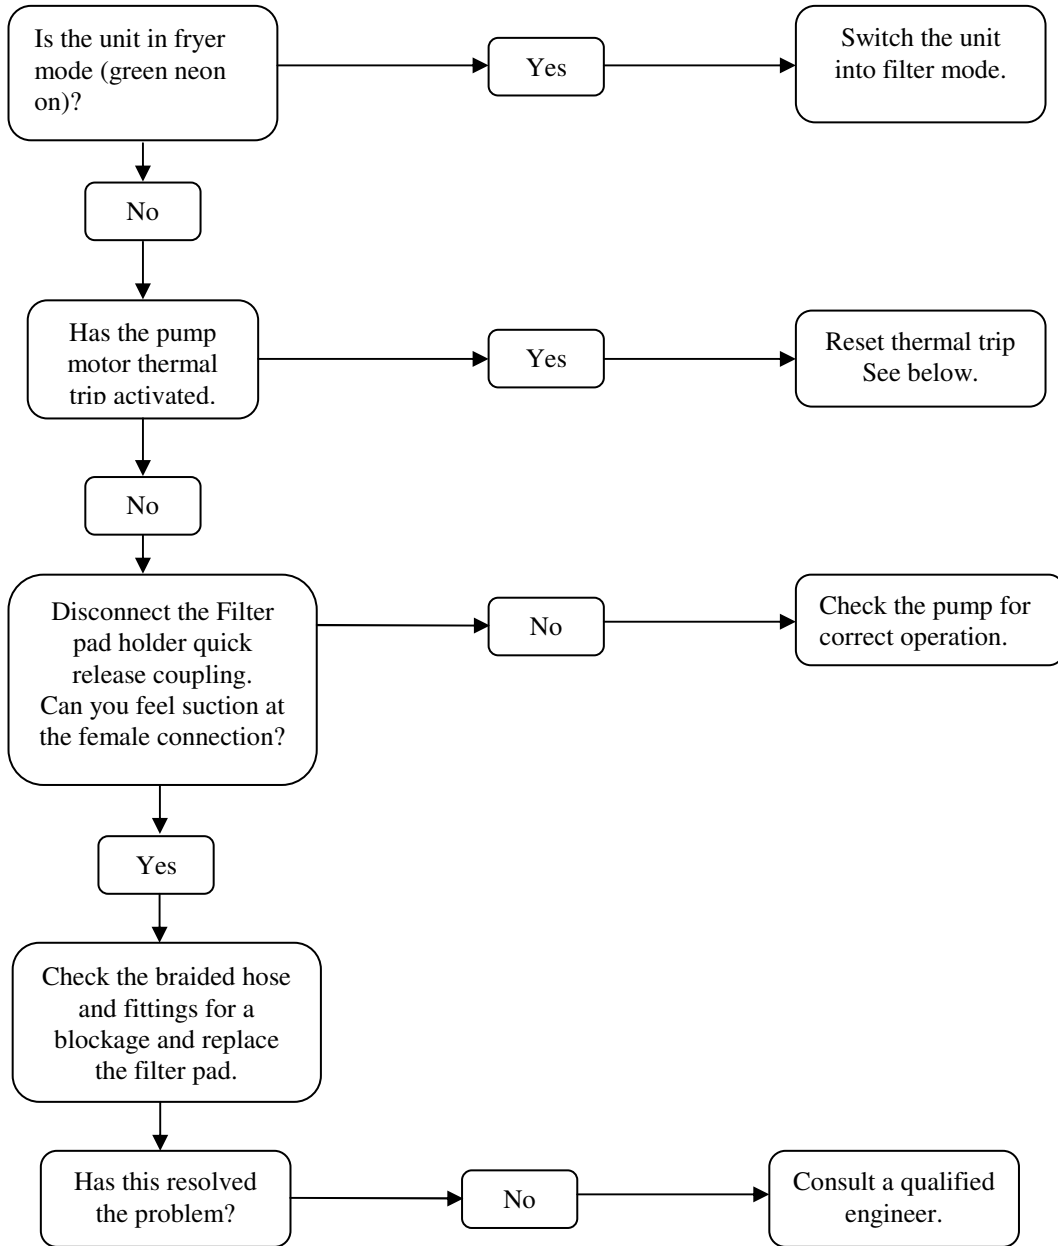 Is the unit in fryer
mode (green neon
on)?
Yes
Switch the unit
into filter mode.
No
Has the pump
motor thermal
trip activated.
Yes
Reset thermal trip
See below.
No
Disconnect the Filter
pad holder quick
release coupling.
Can you feel suction at
the female connection?
No
Check the pump for
correct operation.
Yes
Check the braided hose
and fittings for a
blockage and replace
the filter pad.
Has this resolved
the problem?
No
Consult a qualified
engineer.